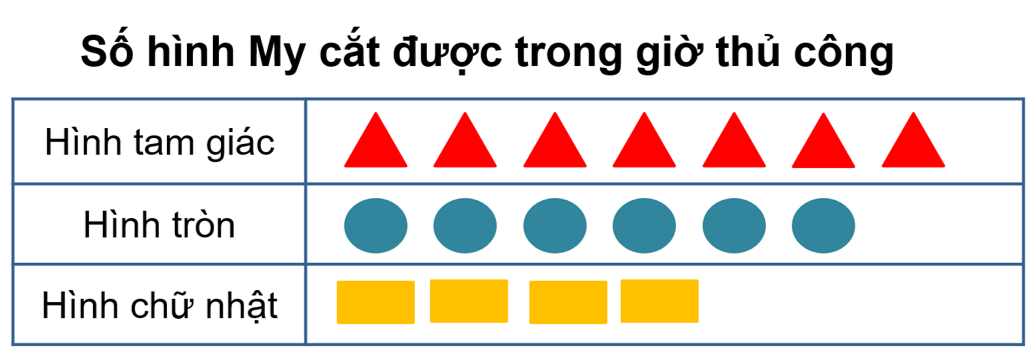 Số hình My cắt được trong giờ thủ công
Hình tam giác
Hình tròn
Hình chữ nhật